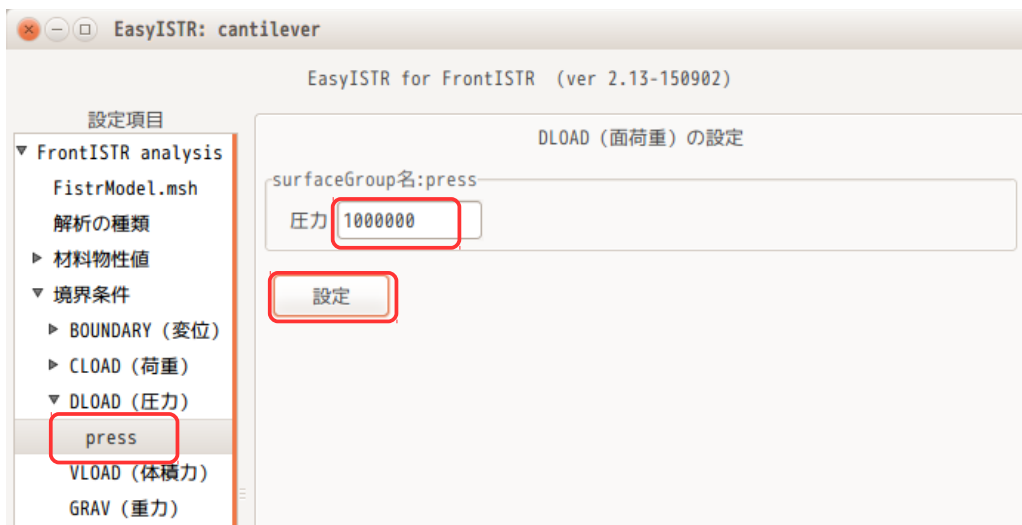 EasyISTR: cantilever
EasyISTR for FrontISTR (ver 2.13-150902)
設定項目
FrontISTR analysis
FistrModel.msh
解析の種類
材料物性値
境界条件
BOUNDARY (変位)
CLOAD (荷重)
DLOAD (圧力)
press
VLOAD (体積力)
GRAV (重力)
DLOAD (面荷重) の設定
surfaceGroup名:press
圧力 1000000
設定